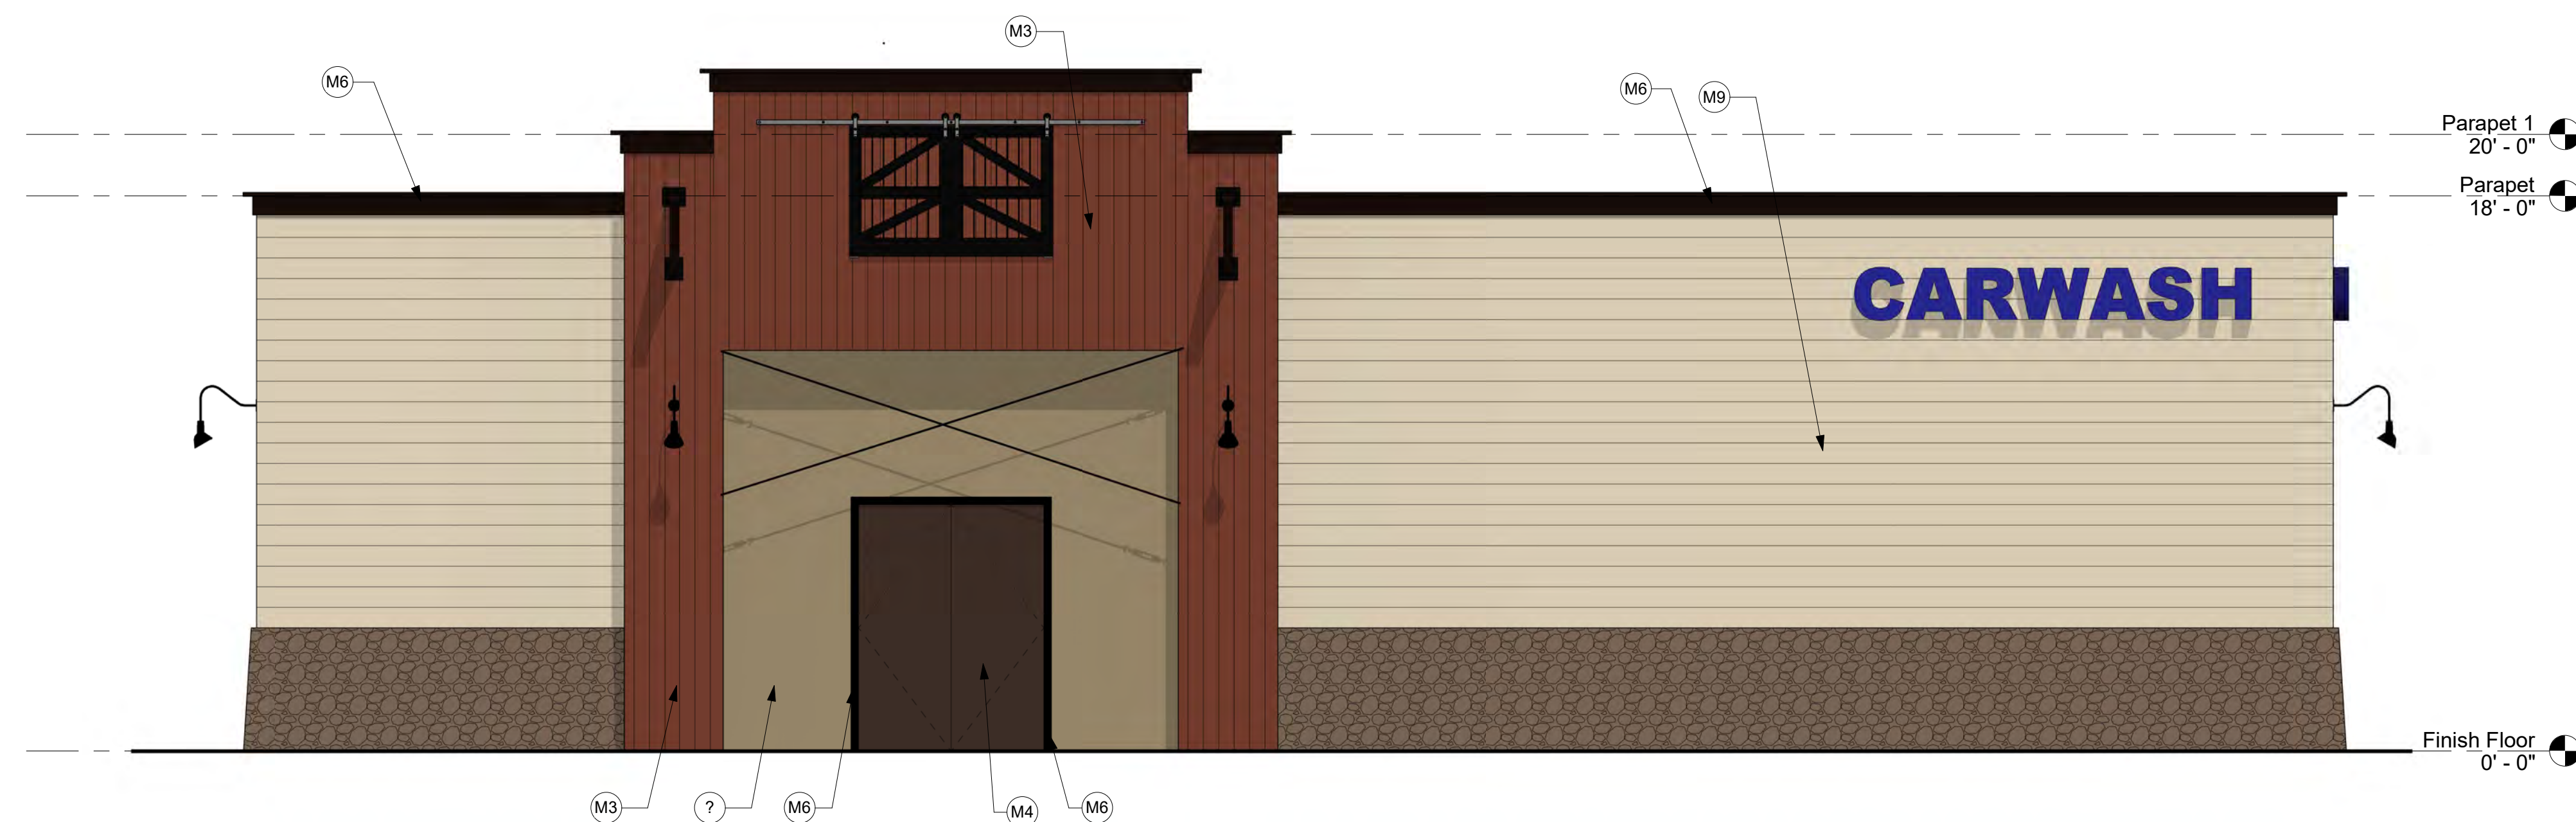 M3
M6
M6
M9
Parapet 1
20' - 0"
Parapet
18' - 0"
CARWASH
Finish Floor
0' - 0"
M3
?
M6
M4
M6